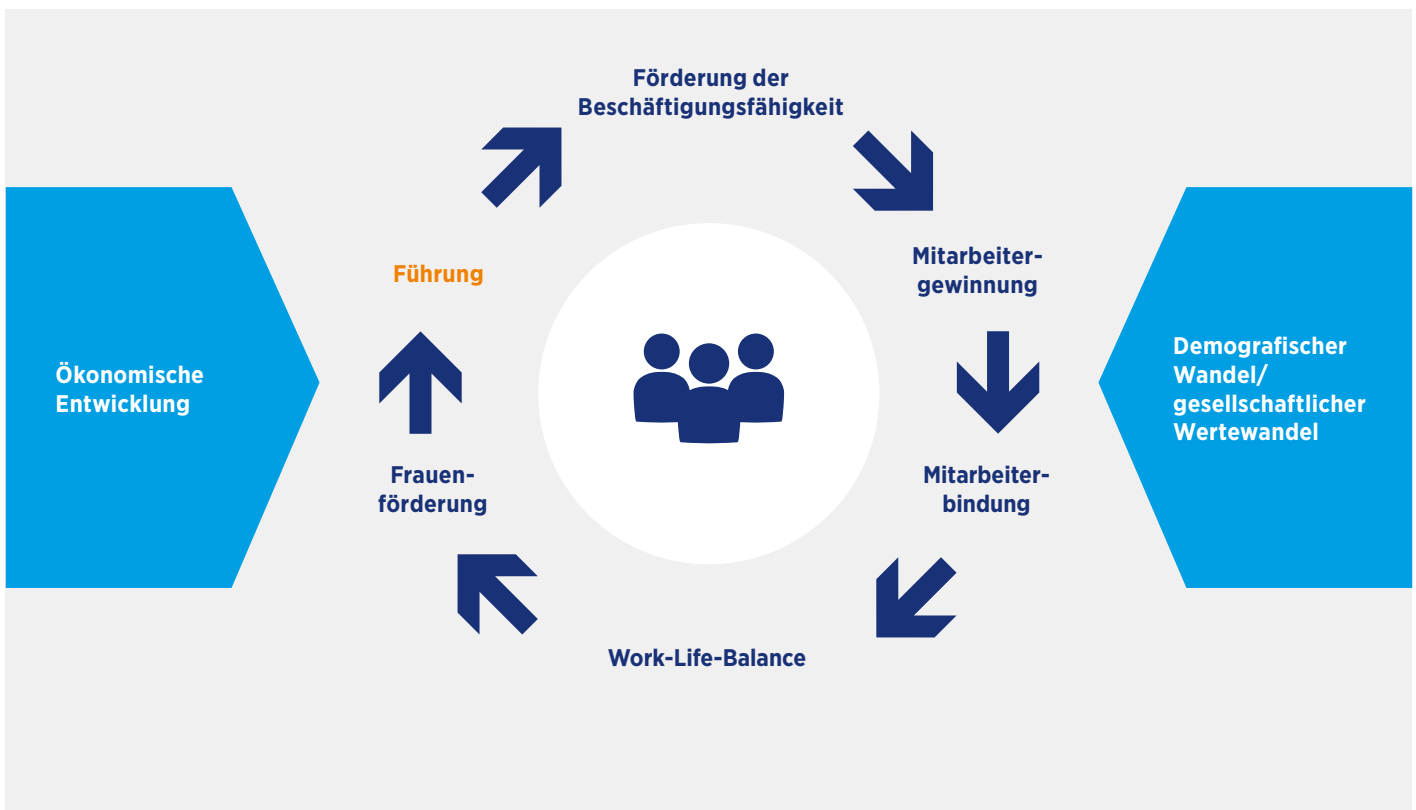 Förderung der
Beschäftigungsfähigkeit
Führung
Mitarbeiter-
gewinnung
Ökonomische
Entwicklung
Demografischer
Wandel/
gesellschaftlicher
Wertewandel
Frauen-
förderung
Mitarbeiter-
bindung
Work-Life-Balance